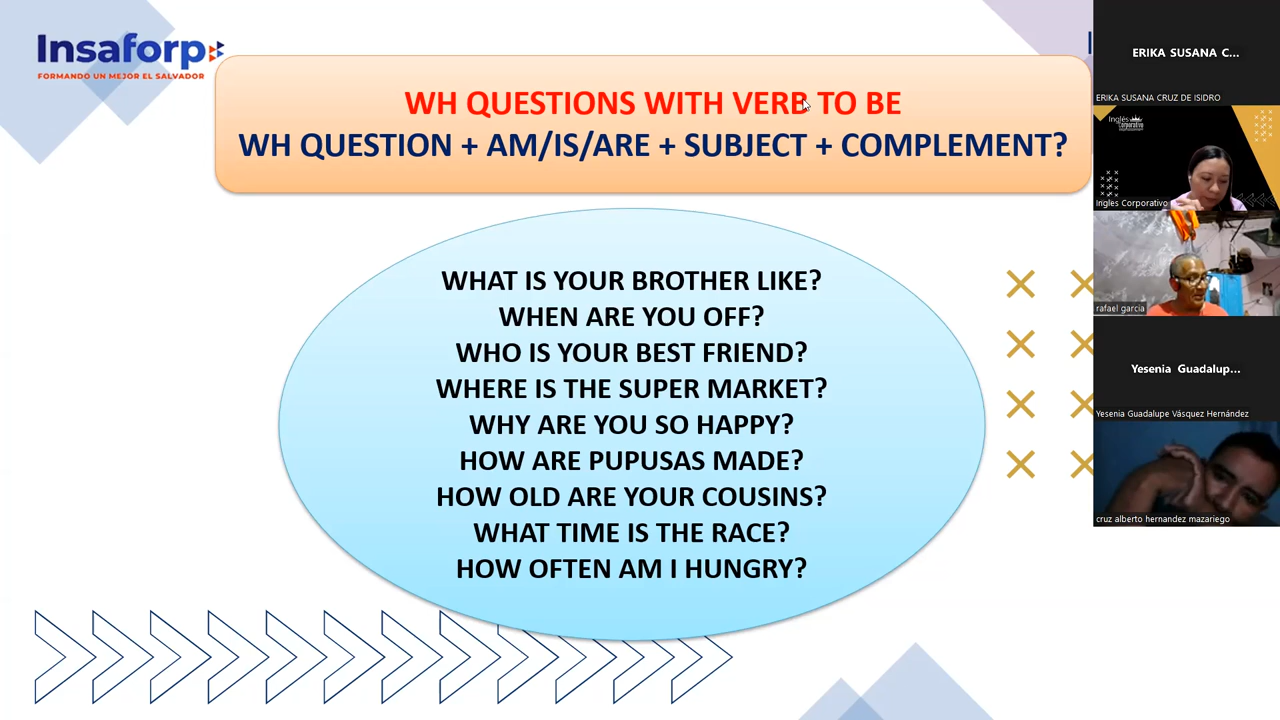 Insaforp
FORMANDO UN MEJOR EL SALVADOR
WH QUESTIONS WITH VERB TO BE
WH QUESTION + AM/IS/ARE + SUBJECT + COMPLEMENT?
WHAT IS YOUR BROTHER LIKE?
WHEN ARE YOU OFF?
WHO IS YOUR BEST FRIEND?
WHERE IS THE SUPER MARKET?
WHY ARE YOU SO HAPPY?
HOW ARE PUPUSAS MADE?
HOW OLD ARE YOUR COUSINS?
WHAT TIME IS THE RACE?
HOW OFTEN AM I HUNGRY?
ERIKA SUSANA C...
ERIKA SUSANA CRUZ DE ISIDRO
Inglés
Corporativo
Ingles Corporativo
rafael garcia
Yesenia Guadalup...
Yesenia Guadalupe Vásquez Hernández
cruz alberto hernandez mazariego